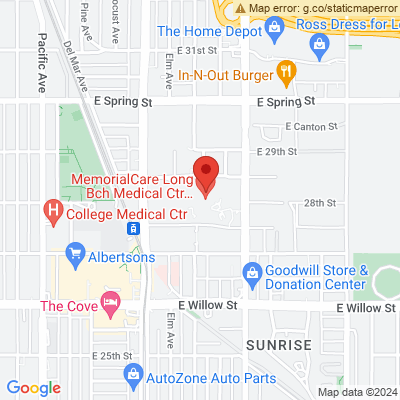 Map error: g.co/staticmaperror
Ross Dress for L
The Home Depot
E 31st St
Locust Ave
Pine Ave
Pacific Ave
Del Mar Ave
Elm Ave
In-N-Out Burger
E Spring St
E Spring St
E Canton St
E 29th St
MemorialCare Long
Bch Medical Ctr...
28th St
H
College Medical Ctr
Albertsons
Goodwill Store &
Donation Center
The Cove
E Willow St
E Willow St
Elm Ave
SUNRISE
E 25th St
AutoZone Auto Parts
Google
Map data ©2024